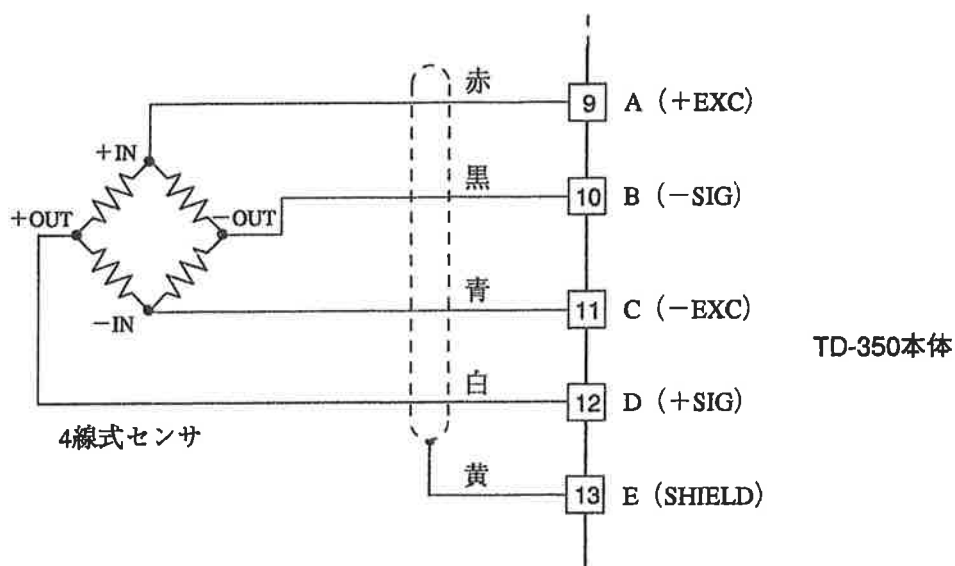 赤
9 A（＋EXC）
＋IN
黒
10 B（－SIG）
＋OUT
－OUT
青
11 C（－EXC）
－IN
TD-350本体
白
12 D（＋SIG）
4線式センサ
黄
13 E（SHIELD）